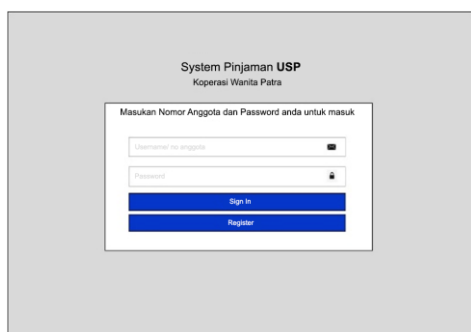 System Pinjaman USP
Koperasi Wanita Patra
Masukan Nomor Anggota dan Password anda untuk masuk
Username/ no anggota
Password
Sign In
Register